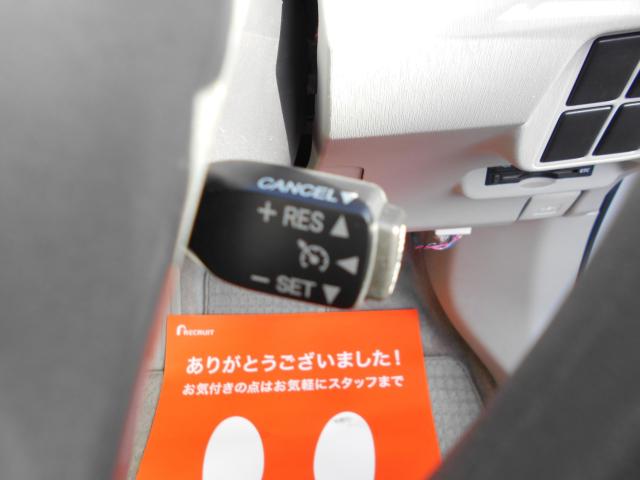 CANCEL▼
+ RES ▲
◀
− SET ▼
ETC
RECRUIT
ありがとうございました!
お気付きの点はお気軽にスタッフまで